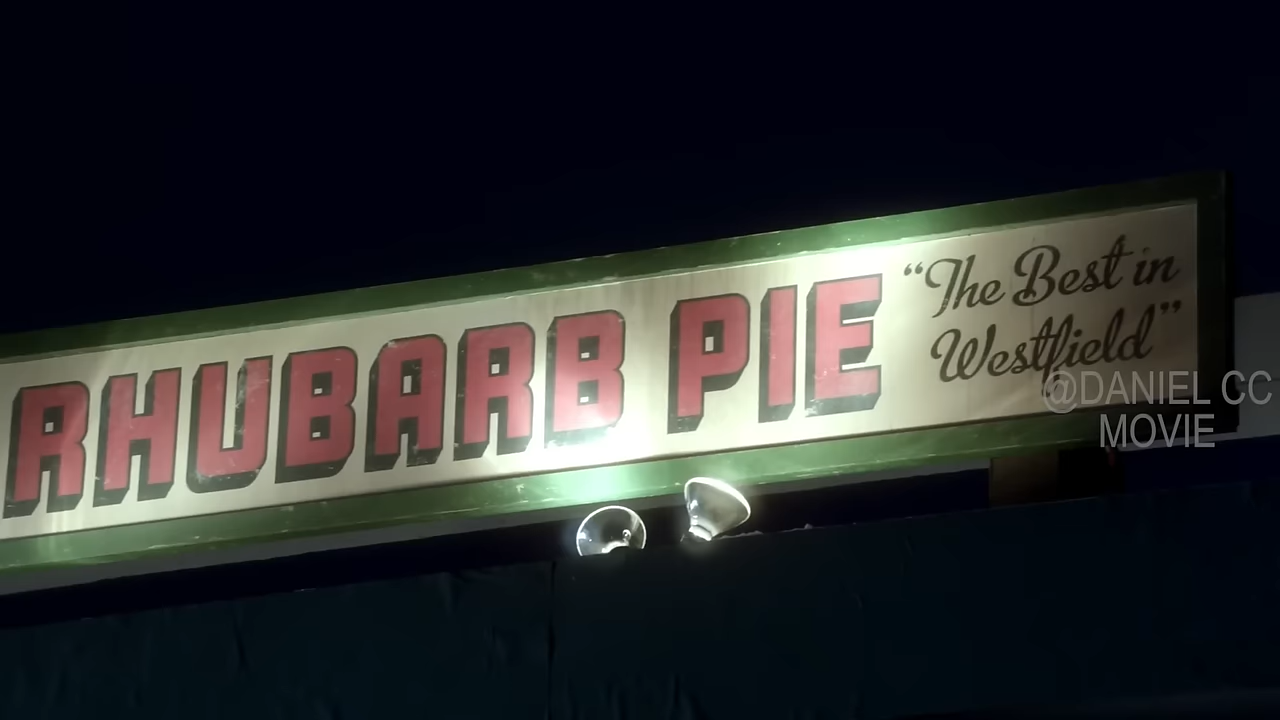 RHUBARB PIE
“The Best in
Westfield”
@DANIEL CC
MOVIE